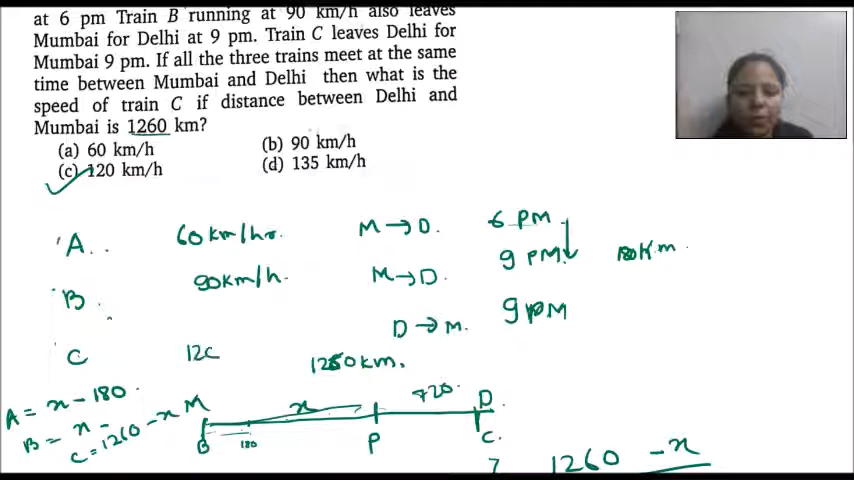 at 6 pm Train B running at 90 km/h also leaves
Mumbai for Delhi at 9 pm. Train C leaves Delhi for
Mumbai 9 pm. If all the three trains meet at the same
time between Mumbai and Delhi then what is the
speed of train C if distance between Delhi and
Mumbai is 1260 km?
(a) 60 km/h (b) 90 km/h
(c) 120 km/h (d) 135 km/h
A 60 km/hr. M → D. 6 PM
9 PM 180 km.
B 90 km/h. M → D.
D → M. 9 PM
C 120
1260 km.
A = x - 180 M x 720 D
B = x -
C = 1260 - x
B 180 P C
? 1260 - x